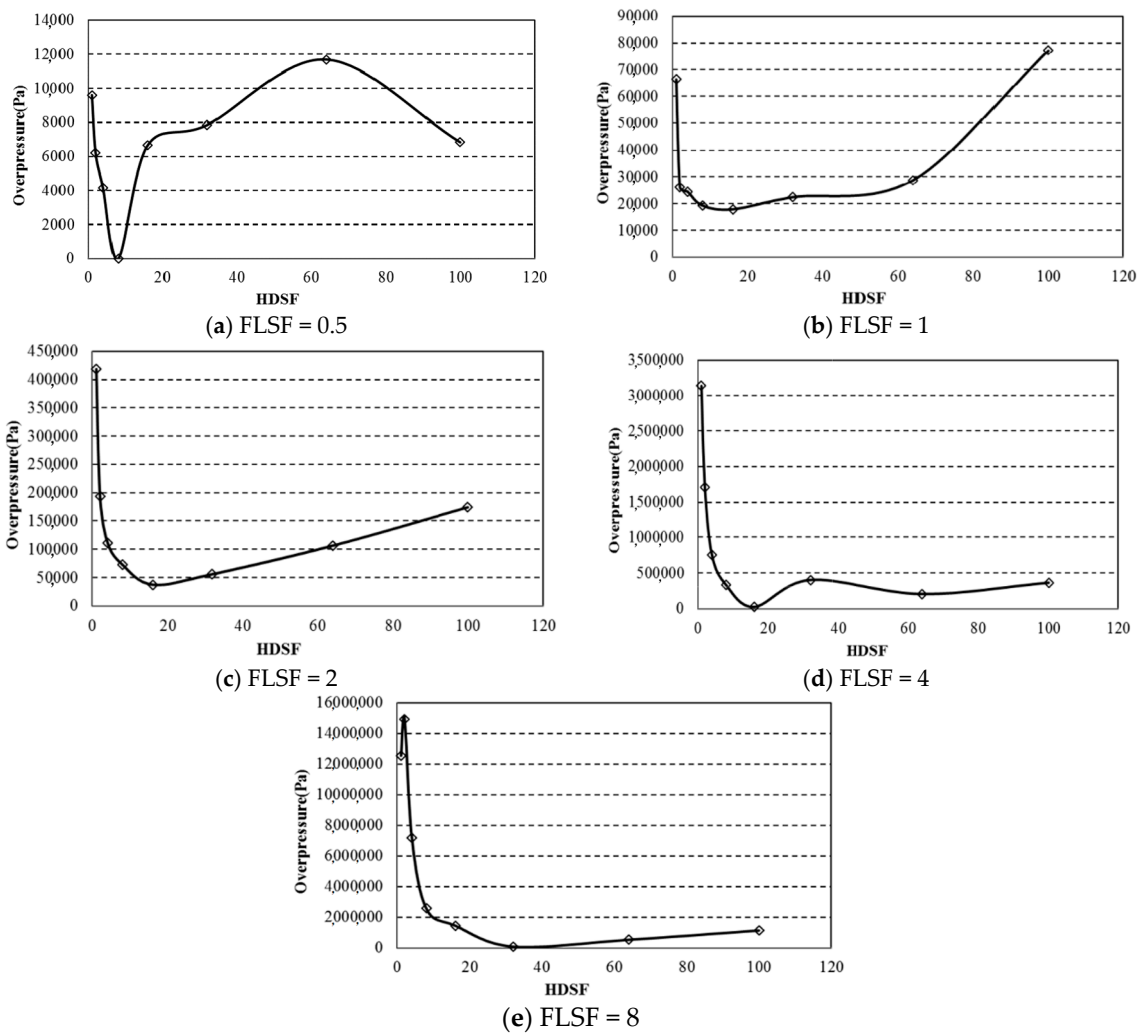 14,000
12,000
10,000
8000
6000
4000
2000
0
Overpressure(Pa)
0 20 40 60 80 100 120
HDSF
(a) FLSF = 0.5
90,000
80,000
70,000
60,000
50,000
40,000
30,000
20,000
10,000
0
Overpressure(Pa)
0 20 40 60 80 100 120
HDSF
(b) FLSF = 1
450,000
400,000
350,000
300,000
250,000
200,000
150,000
100,000
50,000
0
Overpressure(Pa)
0 20 40 60 80 100 120
HDSF
(c) FLSF = 2
3,500,000
3,000,000
2,500,000
2,000,000
1,500,000
1,000,000
500,000
0
Overpressure(Pa)
0 20 40 60 80 100 120
HDSF
(d) FLSF = 4
16,000,000
14,000,000
12,000,000
10,000,000
8,000,000
6,000,000
4,000,000
2,000,000
0
Overpressure(Pa)
0 20 40 60 80 100 120
HDSF
(e) FLSF = 8